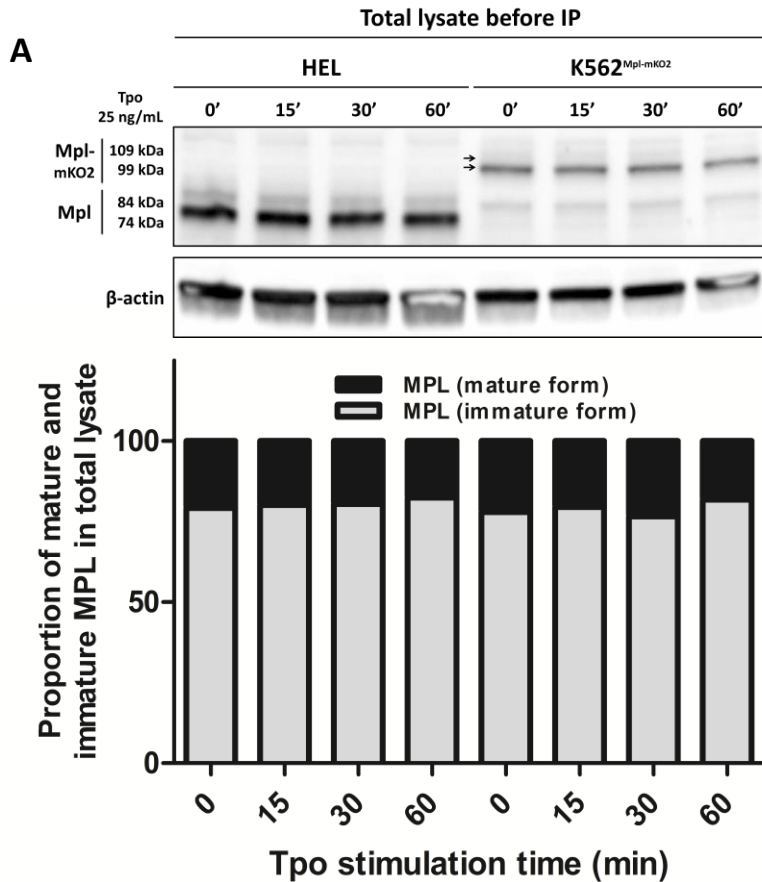 Total lysate before IP
A
HEL K562Mpl-mKO2
Tpo
25 ng/mL
0’ 15’ 30’ 60’ 0’ 15’ 30’ 60’
Mpl-
mKO2
109 kDa
99 kDa
Mpl
84 kDa
74 kDa
β-actin
MPL (mature form)
MPL (immature form)
Proportion of mature and
immature MPL in total lysate
100
50
0
0 15 30 60 0 15 30 60
Tpo stimulation time (min)